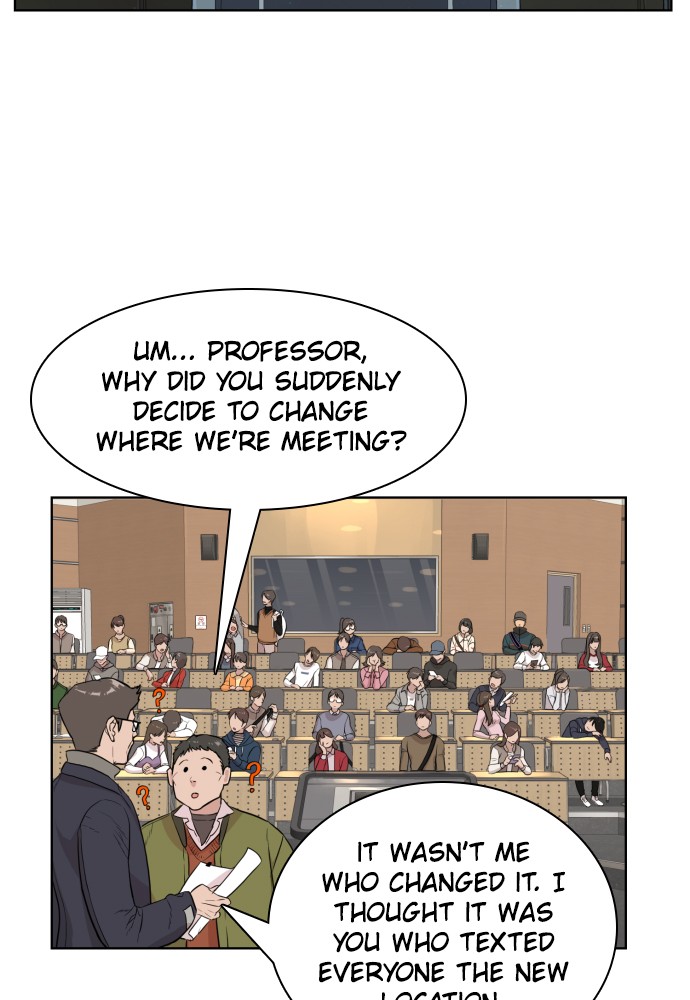 UM... PROFESSOR,
WHY DID YOU SUDDENLY
DECIDE TO CHANGE
WHERE WE'RE MEETING?
?
?
?
IT WASN'T ME
WHO CHANGED IT. I
THOUGHT IT WAS
YOU WHO TEXTED
EVERYONE THE NEW
LOCATION